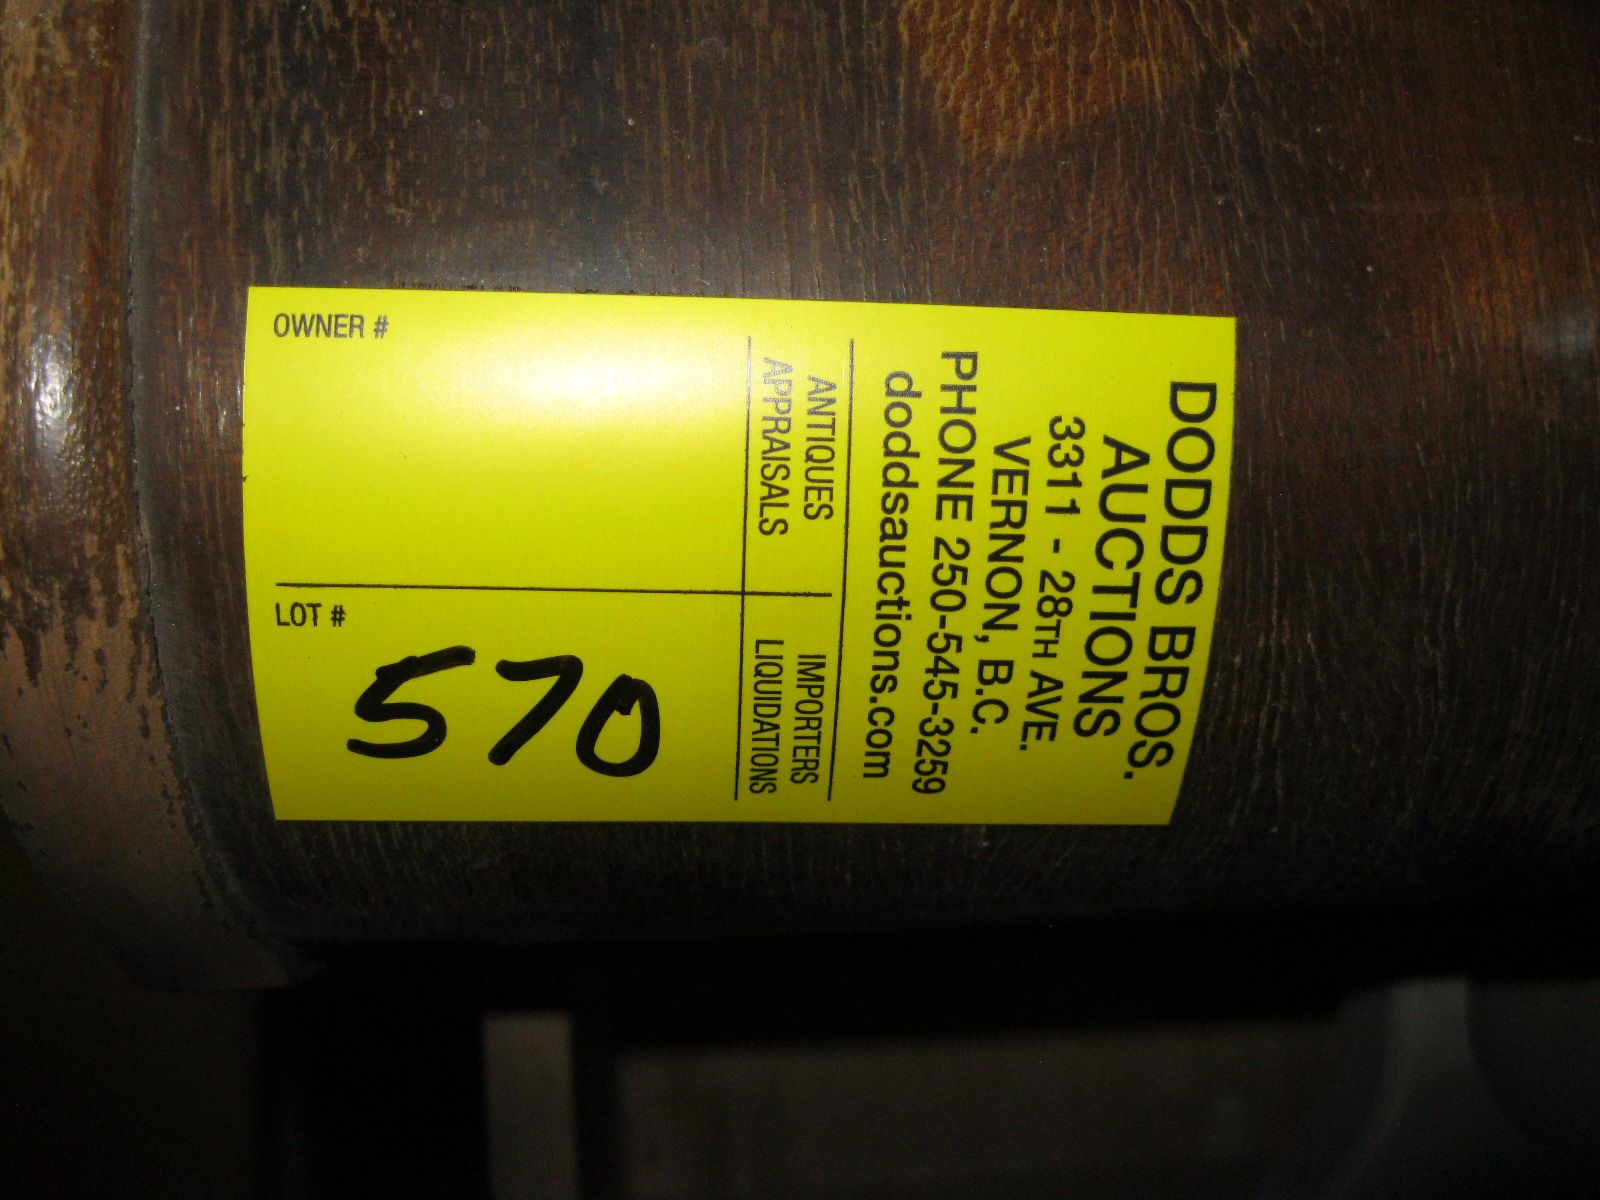 DODDS BROS.
AUCTIONS
3311 - 28TH AVE.
VERNON, B.C.
PHONE 250-545-3259
doddsauctions.com
ANTIQUES
APPRAISALS
IMPORTERS
LIQUIDATIONS
OWNER #
LOT #
570